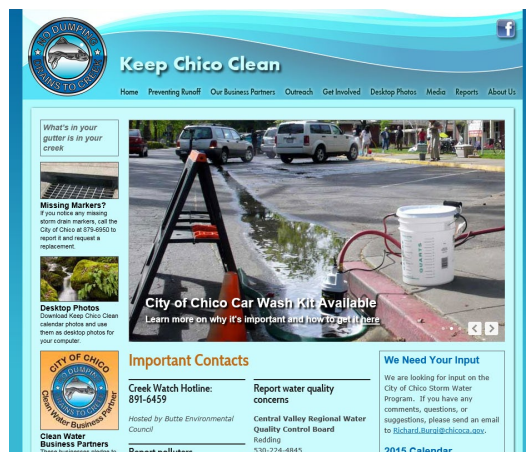 NO DUMPING
DRAINS TO CREEK
f
Keep Chico Clean
Home Preventing Runoff Our Business Partners Outreach Get Involved Desktop Photos Media Reports About Us
What's in your
gutter is in your
creek
Missing Markers?
If you notice any missing
storm drain markers, call the
City of Chico at 879-6950 to
report it and request a
replacement.
Desktop Photos
Download Keep Chico Clean
calendar photos and use
them as desktop photos for
your computer.
CITY OF CHICO
NO DUMPING
Clean Water Business Partner
Clean Water
Business Partners
City of Chico Car Wash Kit Available
Learn more on why it's important and how to get it here
Important Contacts
Creek Watch Hotline:
891-6459
Hosted by Butte Environmental
Council
Report polluters
Report water quality
concerns
Central Valley Regional Water
Quality Control Board
Redding
530-224-4845
We Need Your Input
We are looking for input on the
City of Chico Storm Water
Program. If you have any
comments, questions, or
suggestions, please send an email
to Richard.Burgi@chicoca.gov.
2015 Calendar